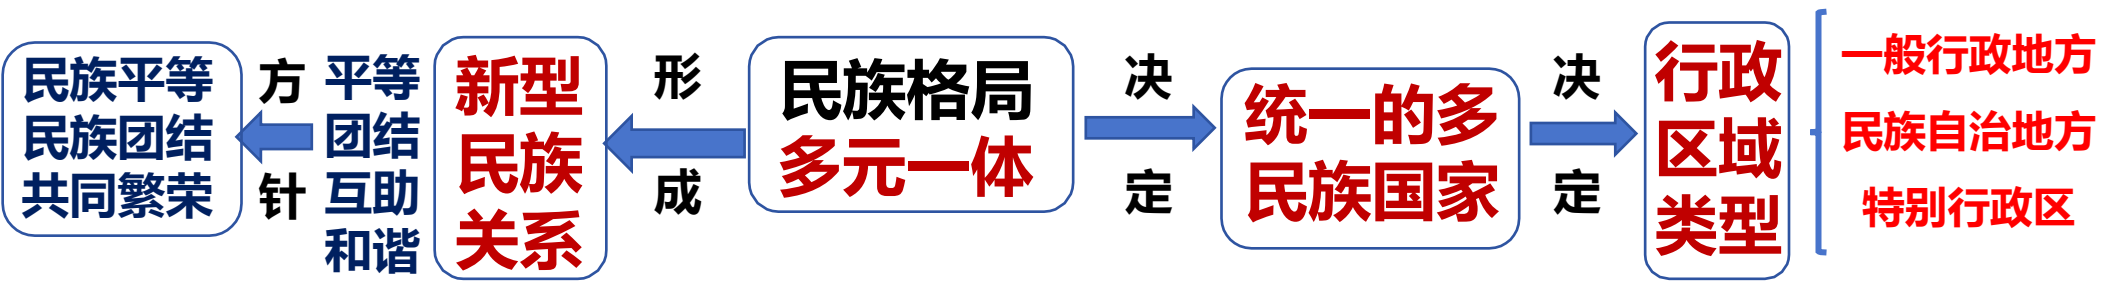 民族平等
民族团结
共同繁荣
方
针
平等
团结
互助
和谐
新型
民族
关系
形
成
民族格局
多元一体
决
定
统一的多
民族国家
决
定
行政
区域
类型
一般行政地方
民族自治地方
特别行政区